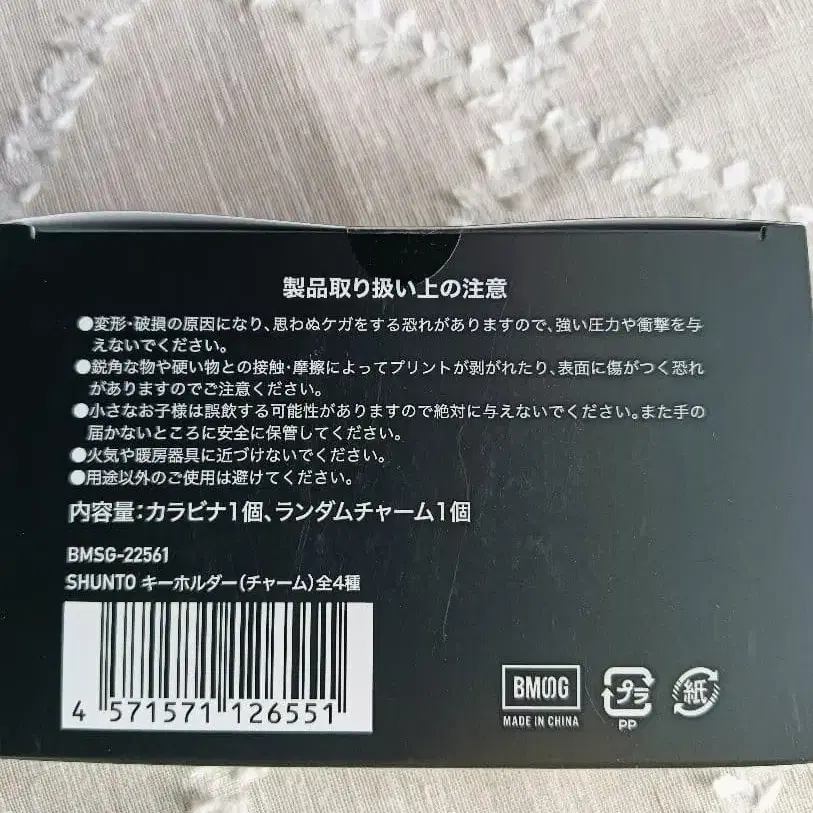 製品取り扱い上の注意
●変形・破損の原因になり、思わぬケガをする恐れがありますので、強い圧力や衝撃を与
えないでください。
●鋭角な物や硬い物との接触・摩擦によってプリントが剥がれたり、表面に傷がつく恐れ
がありますのでご注意ください。
●小さなお子様は誤飲する可能性がありますので絶対に与えないでください。また手の
届かないところに安全に保管してください。
●火気や暖房器具に近づけないでください。
●用途以外のご使用は避けてください。
内容量:カラビナ1個、ランダムチャーム1個
BMSG-22561
SHUNTO キーホルダー(チャーム)全4種
4 571571 126551
BMSG
MADE IN CHINA
プラ
PP
紙